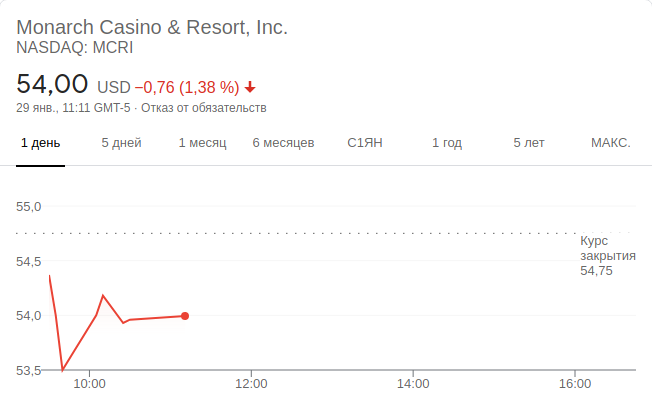 Monarch Casino & Resort, Inc.
NASDAQ: MCRI
54,00 USD −0,76 (1,38 %)
29 янв., 11:11 GMT-5 · Отказ от обязательств
1 день 5 дней 1 месяц 6 месяцев С1ЯН 1 год 5 лет МАКС.
55,0
54,5
54,0
53,5
Курс
закрытия
54,75
10:00 12:00 14:00 16:00